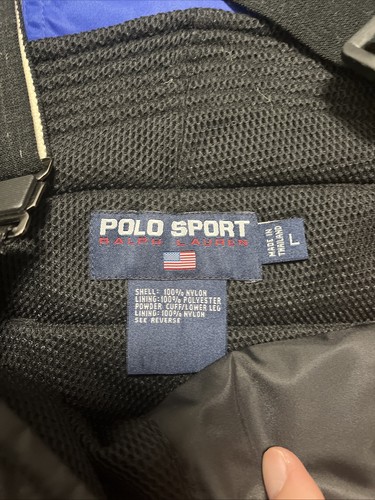 POLO SPORT
RALPH LAUREN
MADE IN
THAILAND
L
SHELL: 100% NYLON
LINING: 100% POLYESTER
POWDER CUFF/LOWER LEG
LINING: 100% NYLON
SEE REVERSE